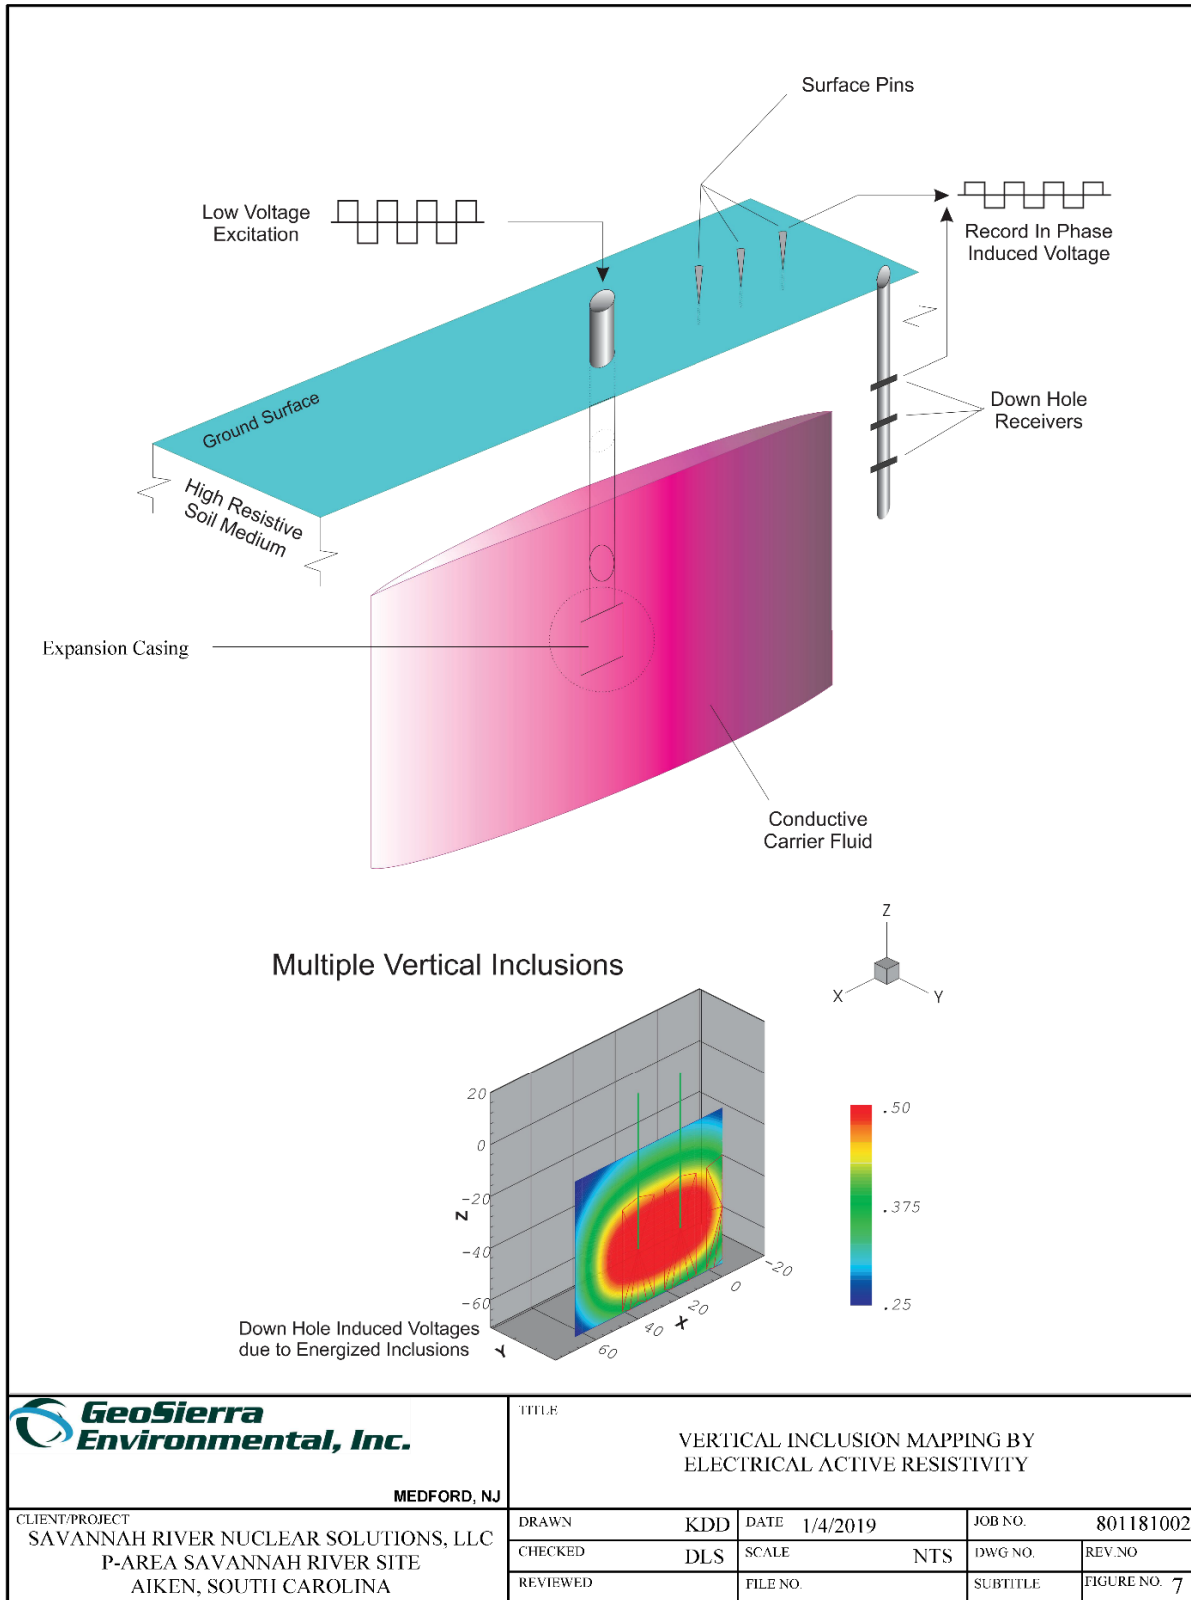 Surface Pins
Low Voltage
Excitation
Record In Phase
Induced Voltage
Ground Surface
Down Hole
Receivers
High Resistive
Soil Medium
Expansion Casing
Conductive
Carrier Fluid
Z
X
Y
Multiple Vertical Inclusions
20
0
-20
-40
-60
Z
.50
.375
.25
-20
0
20
X
40
60
Y
Down Hole Induced Voltages
due to Energized Inclusions
GeoSierra
Environmental, Inc.
MEDFORD, NJ
TITLE
VERTICAL INCLUSION MAPPING BY
ELECTRICAL ACTIVE RESISTIVITY
CLIENT/PROJECT
SAVANNAH RIVER NUCLEAR SOLUTIONS, LLC
P-AREA SAVANNAH RIVER SITE
AIKEN, SOUTH CAROLINA
DRAWN KDD DATE 1/4/2019 JOB NO. 801181002
CHECKED DLS SCALE NTS DWG NO. REV.NO
REVIEWED FILE NO. SUBTITLE FIGURE NO. 7